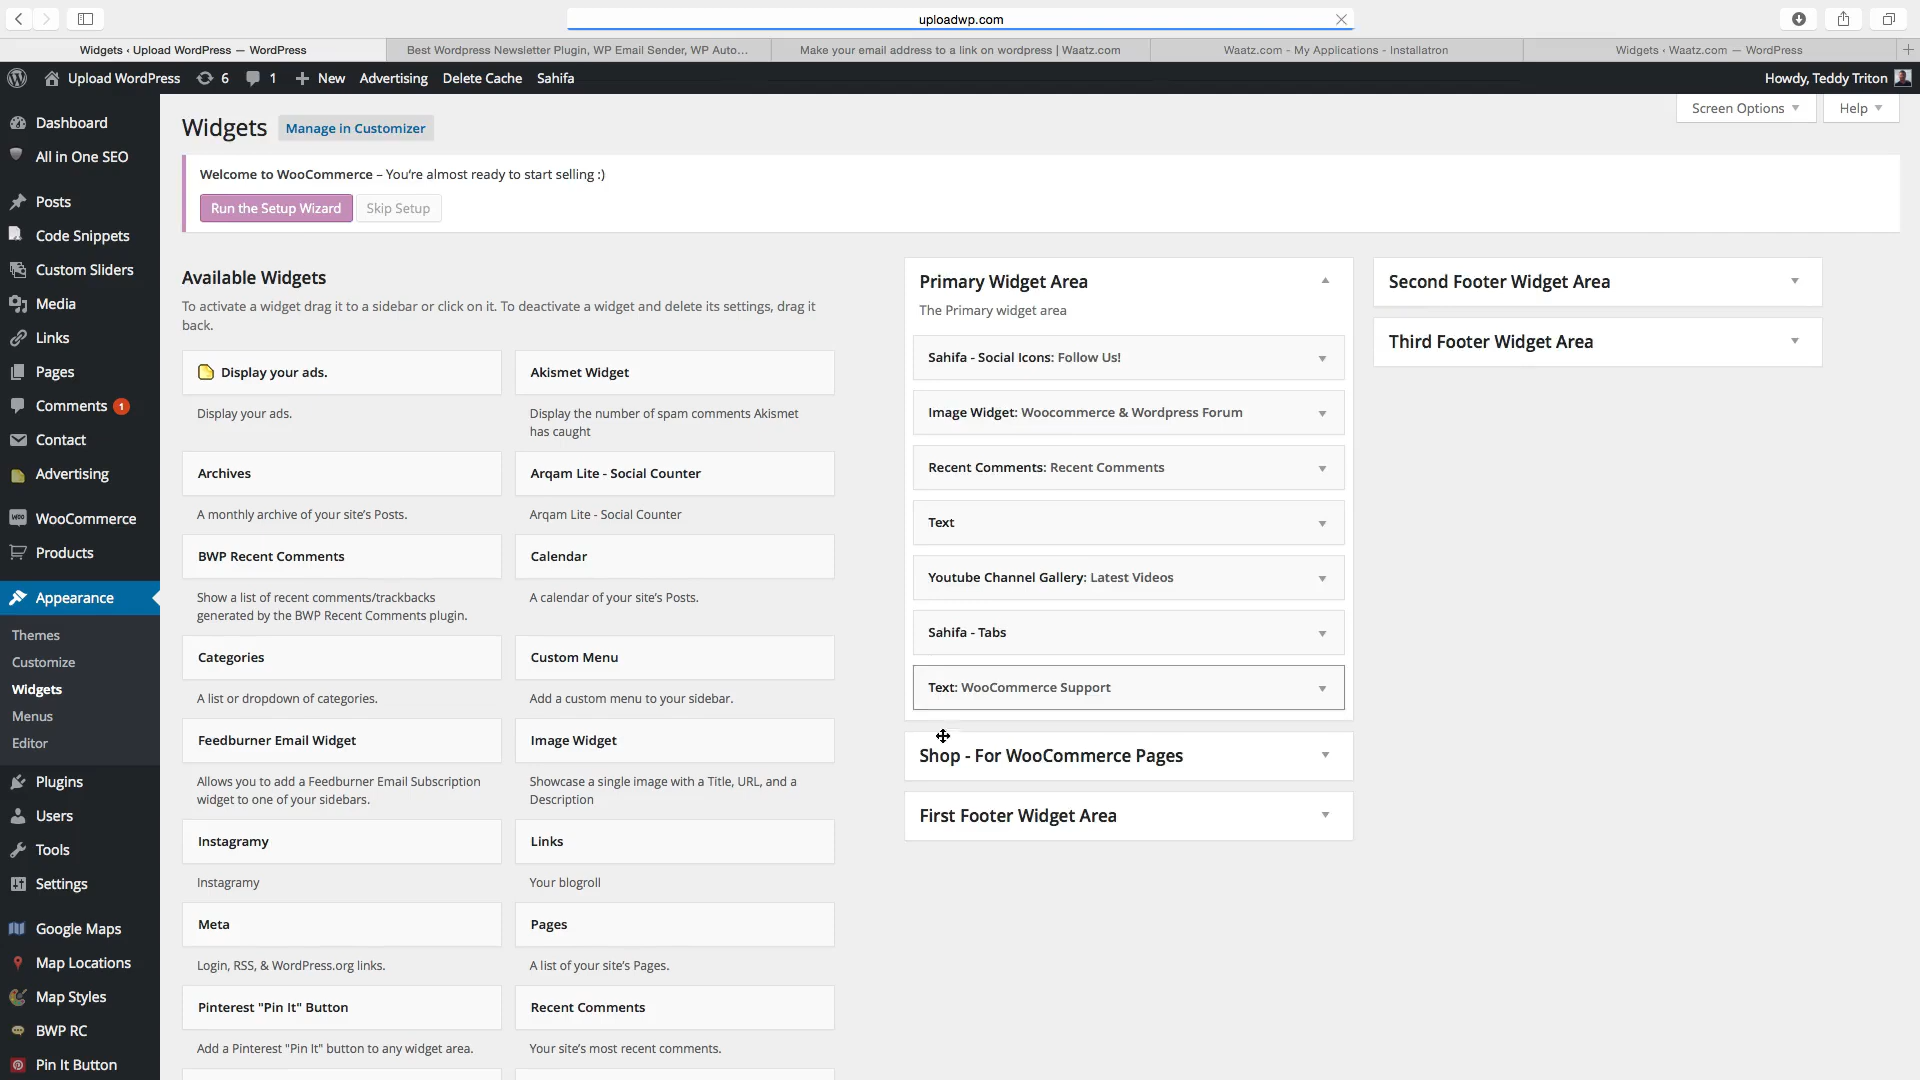 uploadwp.com
Widgets ‹ Upload WordPress — WordPress
Best Wordpress Newsletter Plugin, WP Email Sender, WP Auto...
Make your email address to a link on wordpress | Waatz.com
Waatz.com - My Applications - Installatron
Widgets ‹ Waatz.com — WordPress
Upload WordPress
6
1
New
Advertising
Delete Cache
Sahifa
Howdy, Teddy Triton
Dashboard
All in One SEO
Posts
Code Snippets
Custom Sliders
Media
Links
Pages
Comments 1
Contact
Advertising
WooCommerce
Products
Appearance
Themes
Customize
Widgets
Menus
Editor
Plugins
Users
Tools
Settings
Google Maps
Map Locations
Map Styles
BWP RC
Pin It Button
Screen Options
Help
Widgets
Manage in Customizer
Welcome to WooCommerce – You're almost ready to start selling :)
Run the Setup Wizard
Skip Setup
Available Widgets
To activate a widget drag it to a sidebar or click on it. To deactivate a widget and delete its settings, drag it
back.
Display your ads.
Display your ads.
Akismet Widget
Display the number of spam comments Akismet
has caught
Archives
A monthly archive of your site's Posts.
Arqam Lite - Social Counter
Arqam Lite - Social Counter
BWP Recent Comments
Show a list of recent comments/trackbacks
generated by the BWP Recent Comments plugin.
Calendar
A calendar of your site's Posts.
Categories
A list or dropdown of categories.
Custom Menu
Add a custom menu to your sidebar.
Feedburner Email Widget
Allows you to add a Feedburner Email Subscription
widget to one of your sidebars.
Image Widget
Showcase a single image with a Title, URL, and a
Description
Instagramy
Instagramy
Links
Your blogroll
Meta
Login, RSS, & WordPress.org links.
Pages
A list of your site's Pages.
Pinterest "Pin It" Button
Add a Pinterest "Pin It" button to any widget area.
Recent Comments
Your site's most recent comments.
Primary Widget Area
The Primary widget area
Sahifa - Social Icons: Follow Us!
Image Widget: Woocommerce & Wordpress Forum
Recent Comments: Recent Comments
Text
Youtube Channel Gallery: Latest Videos
Sahifa - Tabs
Text: WooCommerce Support
Shop - For WooCommerce Pages
First Footer Widget Area
Second Footer Widget Area
Third Footer Widget Area